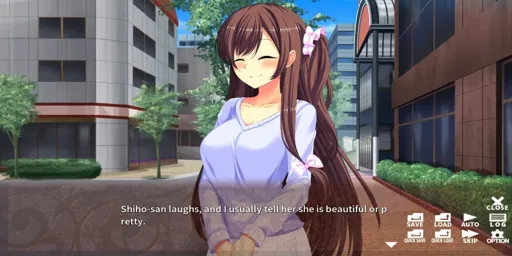 Shiho-san laughs, and I usually tell her she is beautiful or p
retty.
CLOSE
SAVE LOAD AUTO LOG
QUICK SAVE QUICK LOAD SKIP OPTION